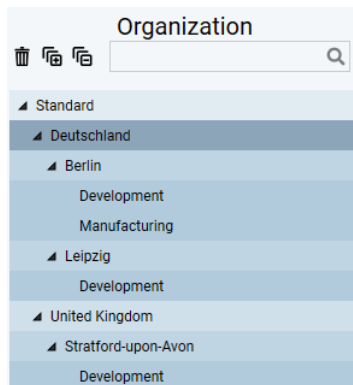 Organization
Standard
Deutschland
Berlin
Development
Manufacturing
Leipzig
Development
United Kingdom
Stratford-upon-Avon
Development